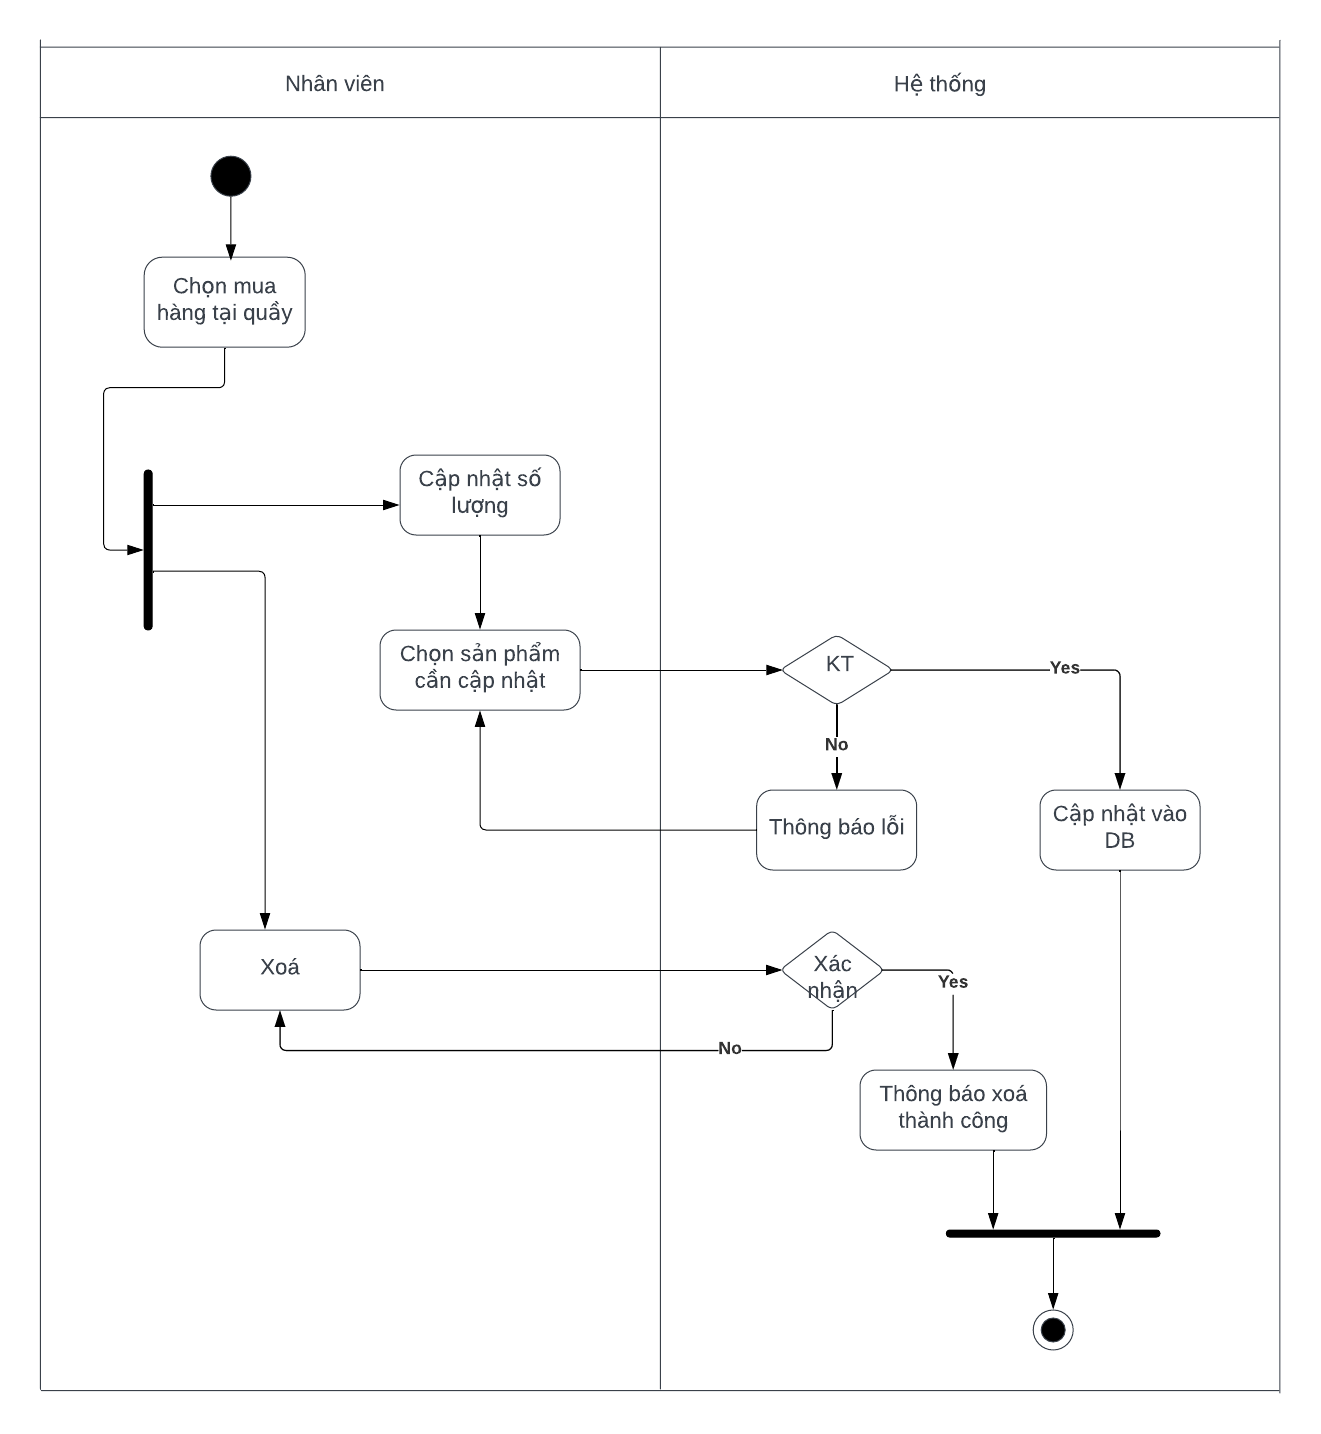 Nhân viên
Hệ thống
Chọn mua
hàng tại quầy
Cập nhật số
lượng
Chọn sản phẩm
cần cập nhật
KT
Yes
No
Thông báo lỗi
Cập nhật vào
DB
Xoá
Xác
nhận
Yes
No
Thông báo xoá
thành công